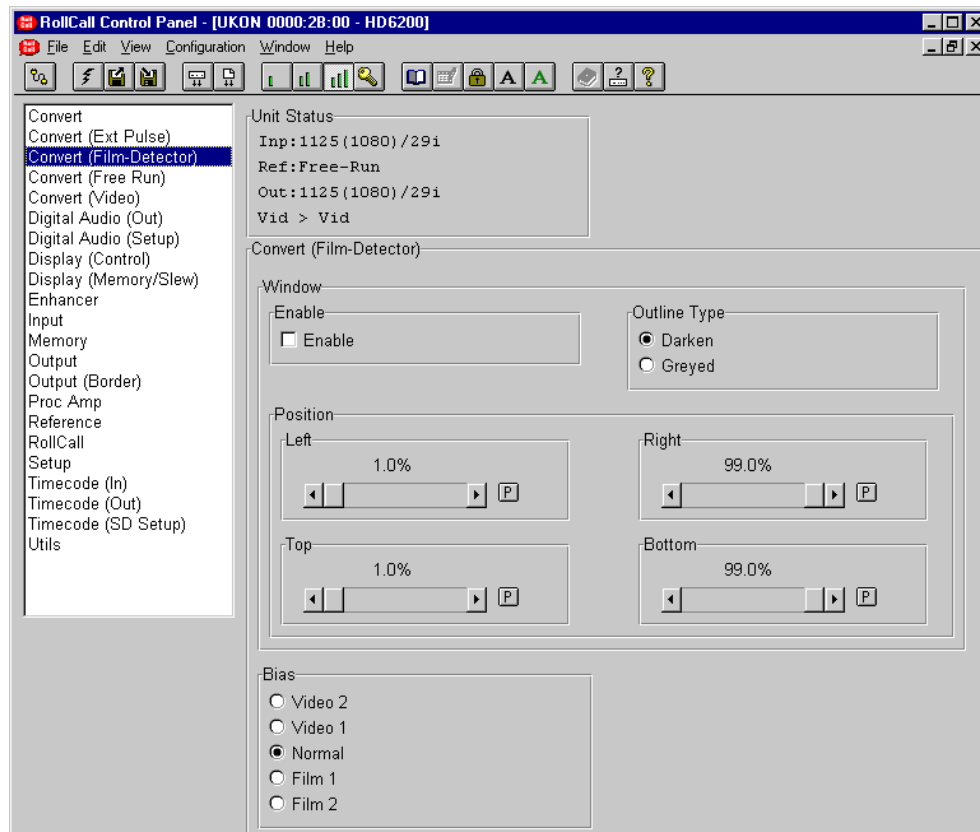 RollCall Control Panel - [UKON 0000:2B:00 - HD6200]
File Edit View Configuration Window Help
A A
Convert
Convert (Ext Pulse)
Convert (Film-Detector)
Convert (Free Run)
Convert (Video)
Digital Audio (Out)
Digital Audio (Setup)
Display (Control)
Display (Memory/Slew)
Enhancer
Input
Memory
Output
Output (Border)
Proc Amp
Reference
RollCall
Setup
Timecode (In)
Timecode (Out)
Timecode (SD Setup)
Utils
Unit Status
Inp:1125(1080)/29i
Ref:Free-Run
Out:1125(1080)/29i
Vid > Vid
Convert (Film-Detector)
Window
Enable
Enable
Outline Type
Darken
Greyed
Position
Left
1.0%
P
Right
99.0%
P
Top
1.0%
P
Bottom
99.0%
P
Bias
Video 2
Video 1
Normal
Film 1
Film 2